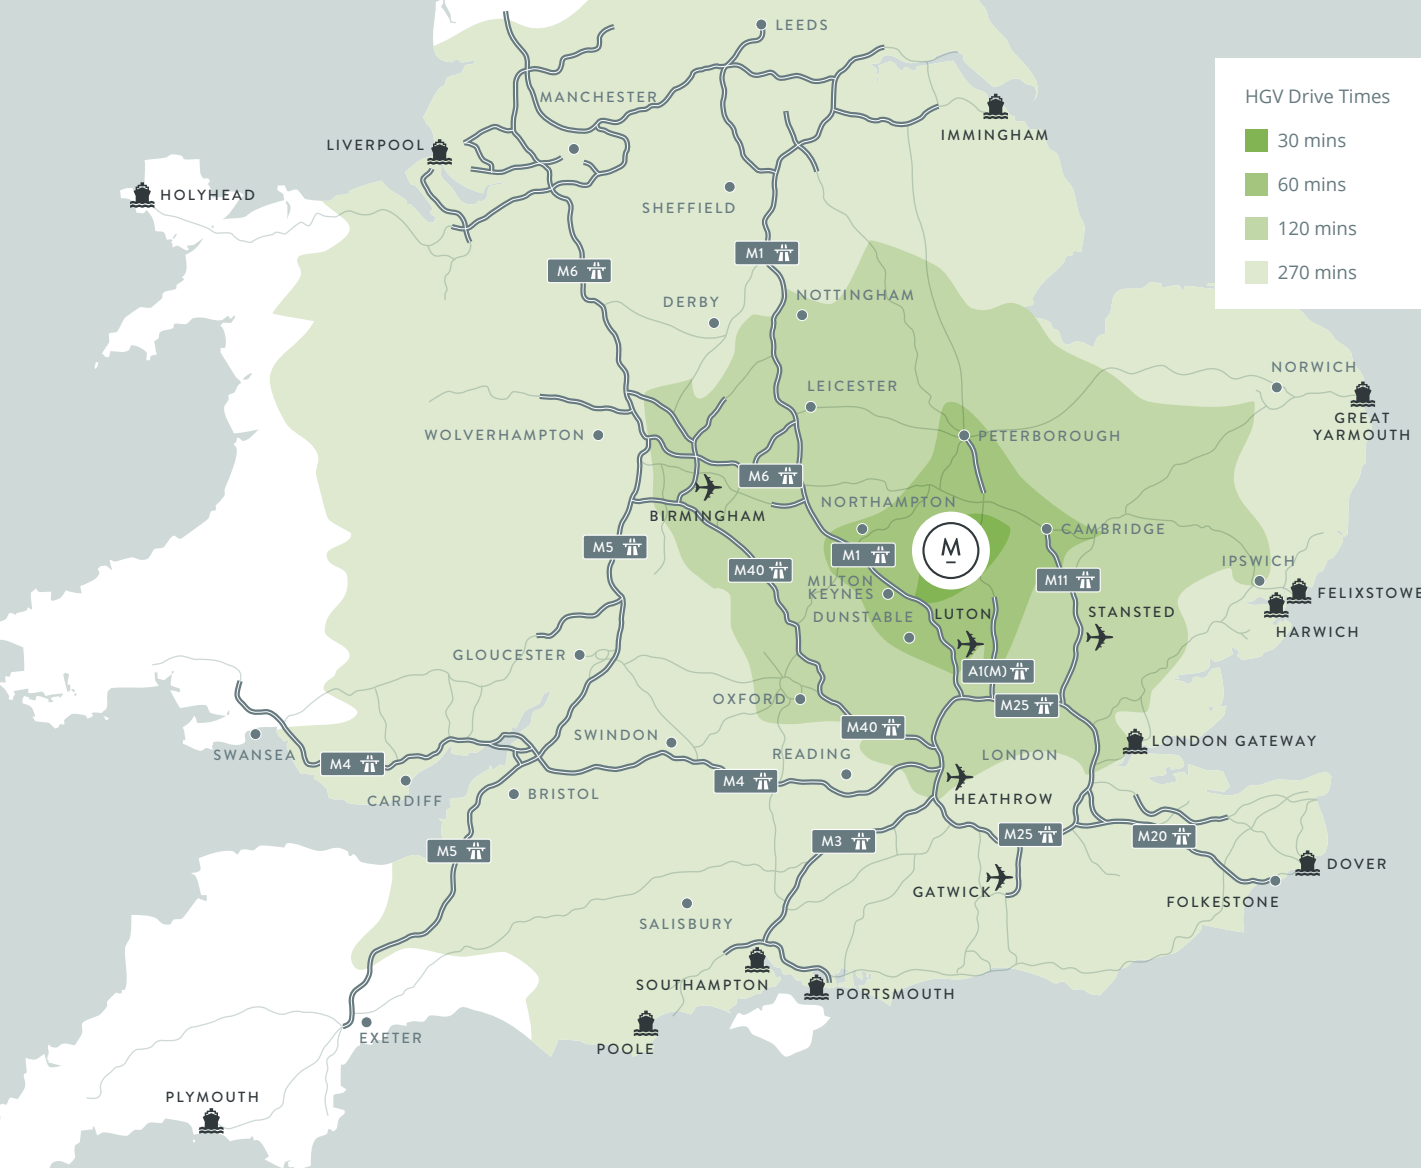 LEEDS
HGV Drive Times
MANCHESTER
30 mins
IMMINGHAM
LIVERPOOL
60 mins
HOLYHEAD
SHEFFIELD
120 mins
M1
M6
270 mins
NOTTINGHAM
DERBY
NORWICH
LEICESTER
GREAT
YARMOUTH
WOLVERHAMPTON
PETERBOROUGH
M6
NORTHAMPTON
BIRMINGHAM
CAMBRIDGE
M5
M
M1
IPSWICH
M40
MILTON
KEYNES
M11
FELIXSTOWE
DUNSTABLE
LUTON
STANSTED
HARWICH
GLOUCESTER
A1(M)
OXFORD
M25
M40
SWINDON
LONDON GATEWAY
SWANSEA
READING
LONDON
M4
M4
CARDIFF
BRISTOL
HEATHROW
M25
M20
M3
M5
DOVER
GATWICK
FOLKESTONE
SALISBURY
SOUTHAMPTON
PORTSMOUTH
EXETER
POOLE
PLYMOUTH